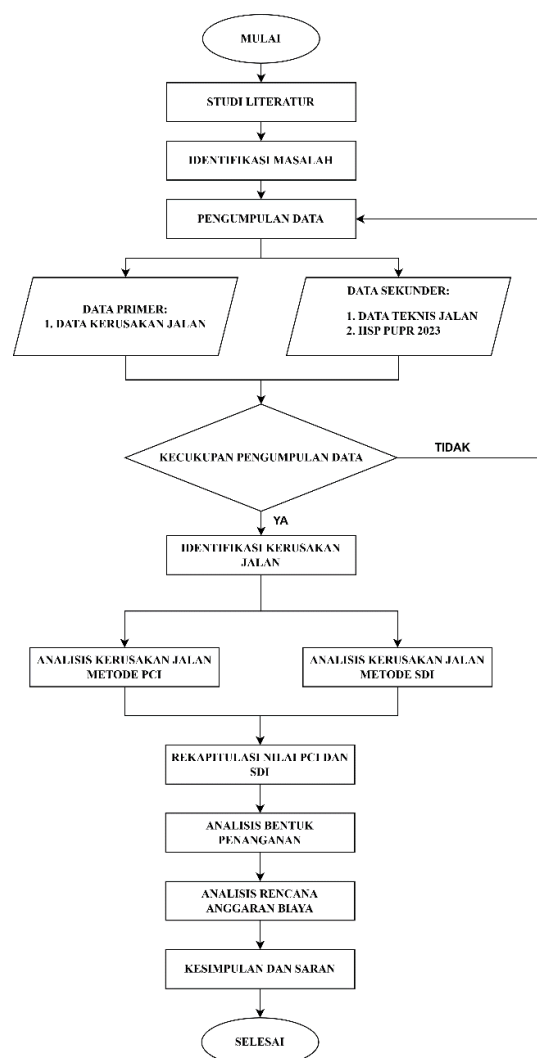 MULAI
STUDI LITERATUR
IDENTIFIKASI MASALAH
PENGUMPULAN DATA
DATA PRIMER:
1. DATA KERUSAKAN JALAN
DATA SEKUNDER:
1. DATA TEKNIS JALAN
2. HSP PUPR 2023
KECUKUPAN PENGUMPULAN DATA
TIDAK
YA
IDENTIFIKASI KERUSAKAN
JALAN
ANALISIS KERUSAKAN JALAN
METODE PCI
ANALISIS KERUSAKAN JALAN
METODE SDI
REKAPITULASI NILAI PCI DAN
SDI
ANALISIS BENTUK
PENANGANAN
ANALISIS RENCANA
ANGGARAN BIAYA
KESIMPULAN DAN SARAN
SELESAI